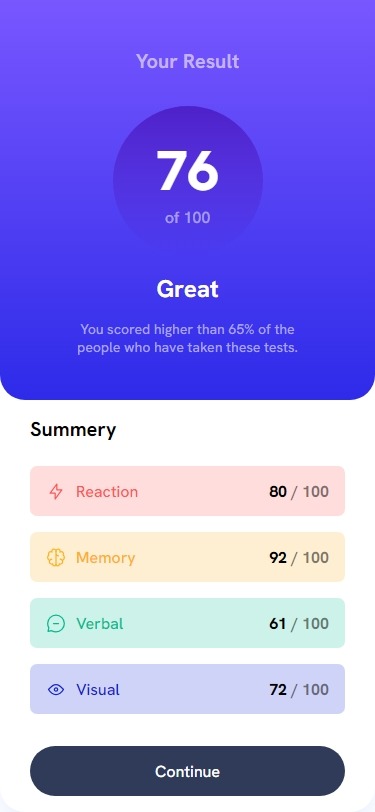 Your Result
76
of 100
Great
You scored higher than 65% of the
people who have taken these tests.
Summery
Reaction 80 / 100
Memory 92 / 100
Verbal 61 / 100
Visual 72 / 100
Continue